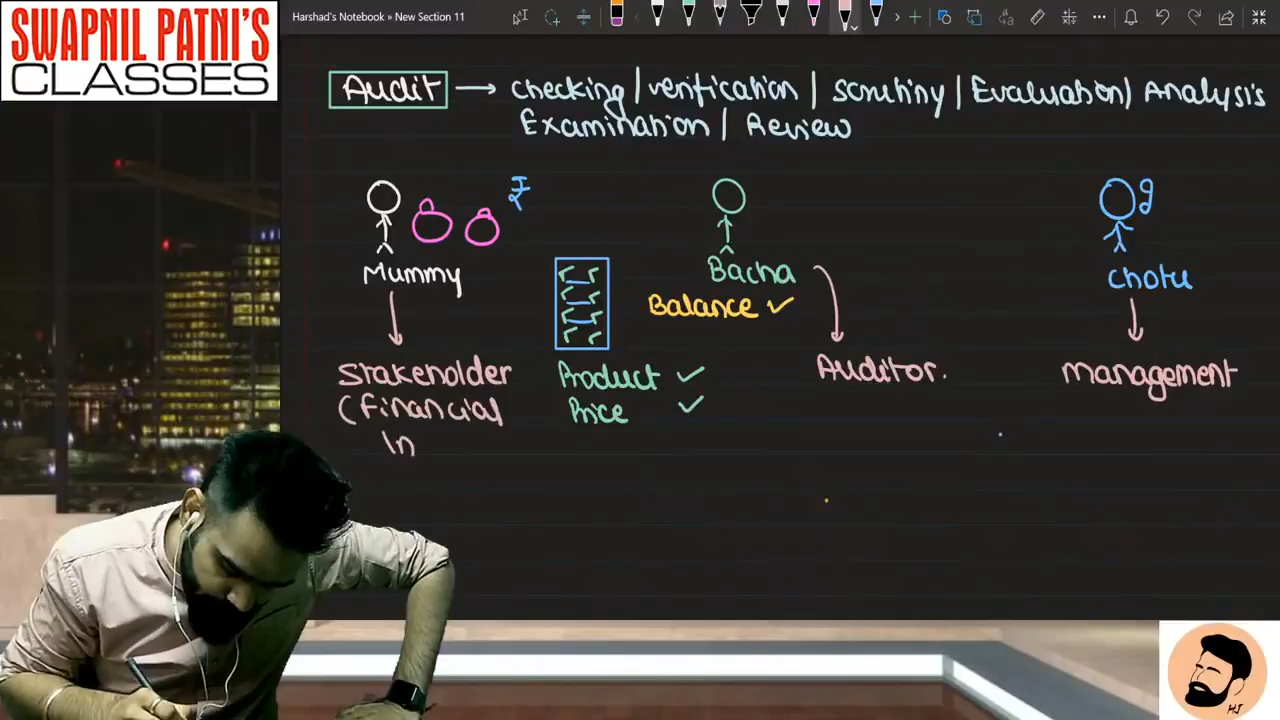 SWAPNIL PATNI'S
CLASSES
Harshad's Notebook » New Section 11
Audit → checking / verification / scrutiny / Evaluation / Analysis
Examination / Review
₹
Mummy
Bacha
chotu
Balance ✓
Stakeholder
Product ✓
Auditor.
management
(Financial
Price ✓
In
HJ